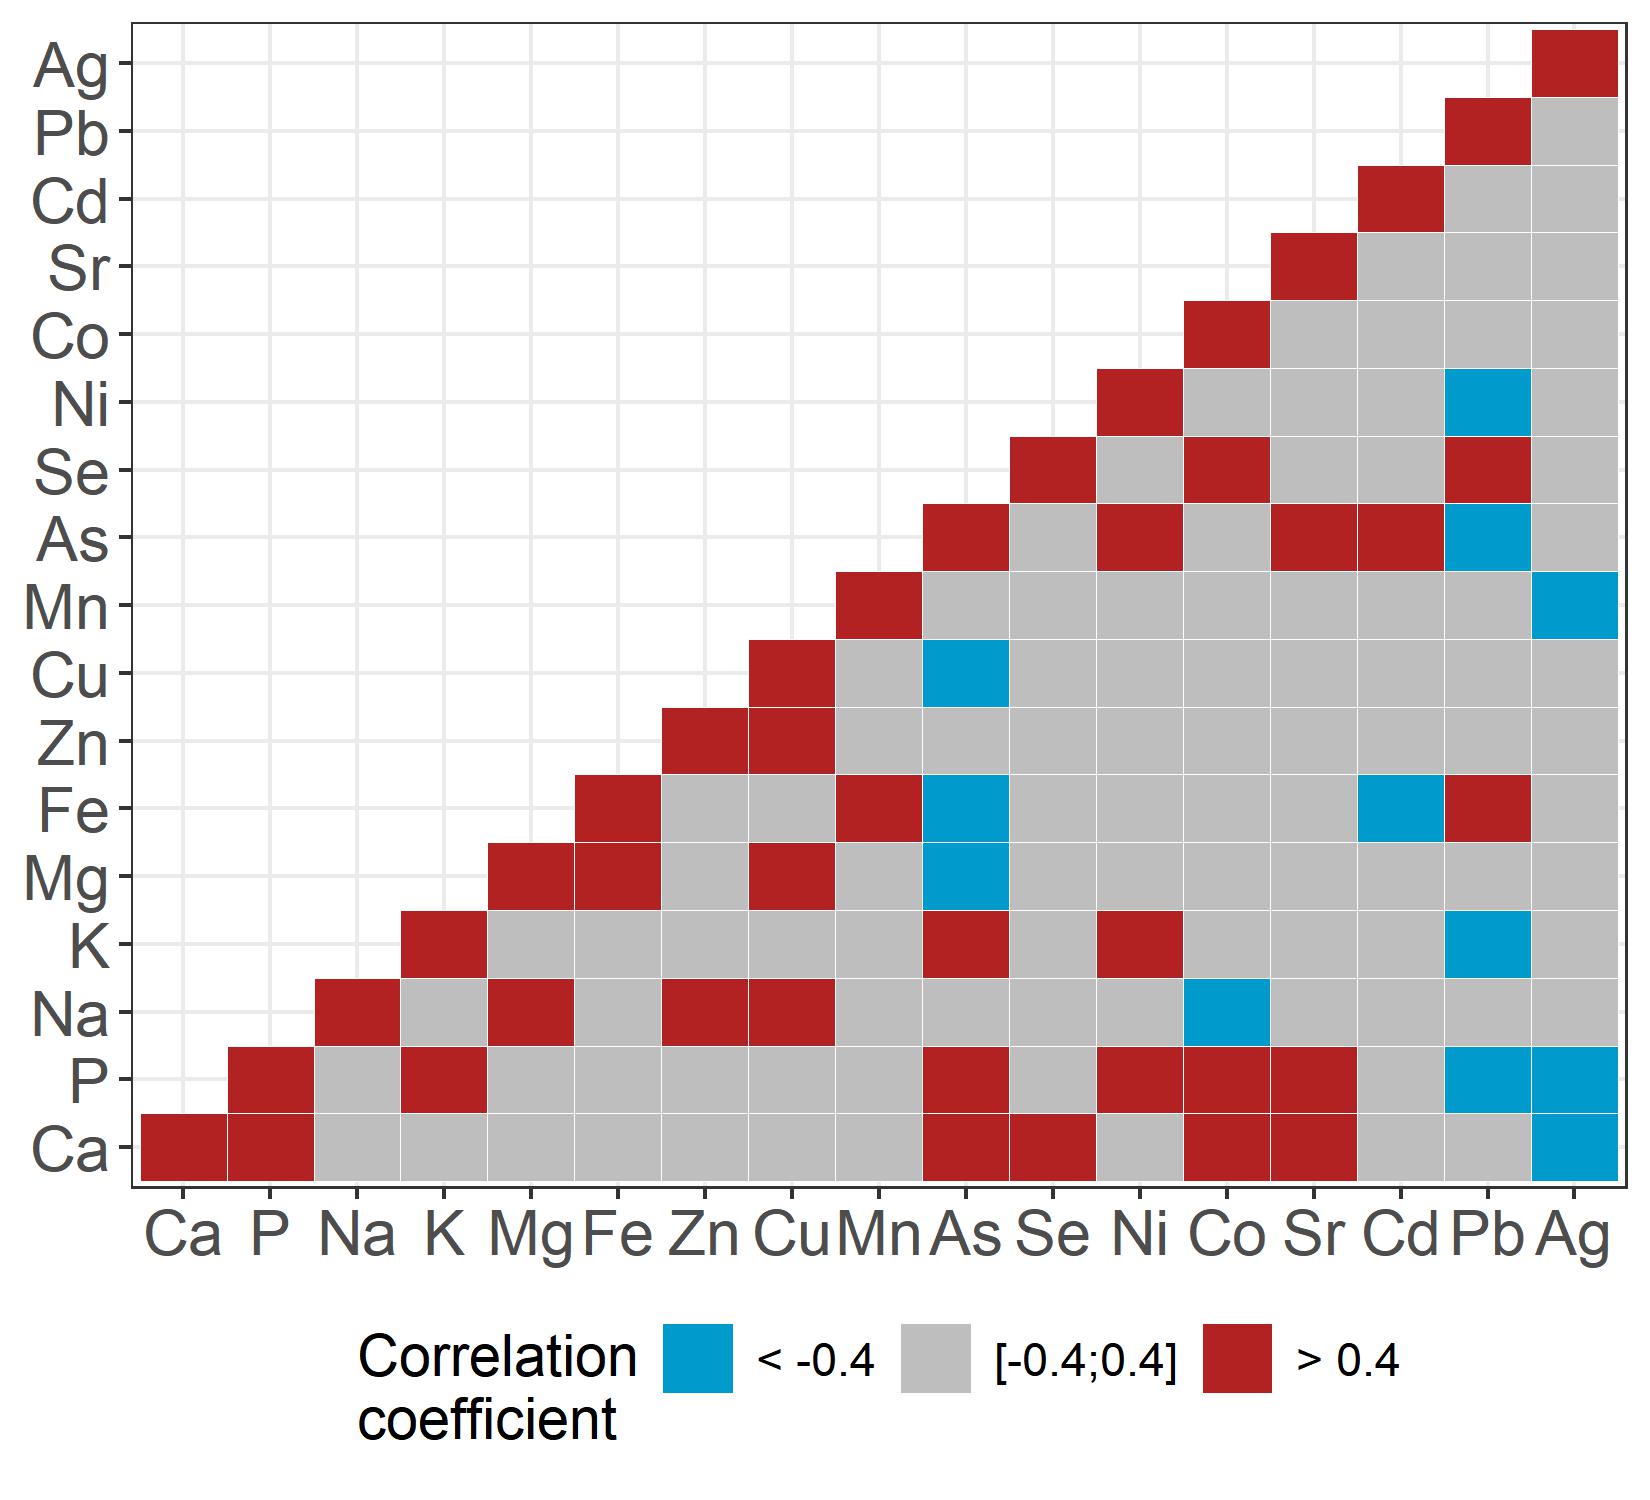 Ag
Pb
Cd
Sr
Co
Ni
Se
As
Mn
Cu
Zn
Fe
Mg
K
Na
P
Ca
Ca P Na K Mg Fe Zn Cu Mn As Se Ni Co Sr Cd Pb Ag
Correlation coefficient
< -0.4 [-0.4;0.4] > 0.4